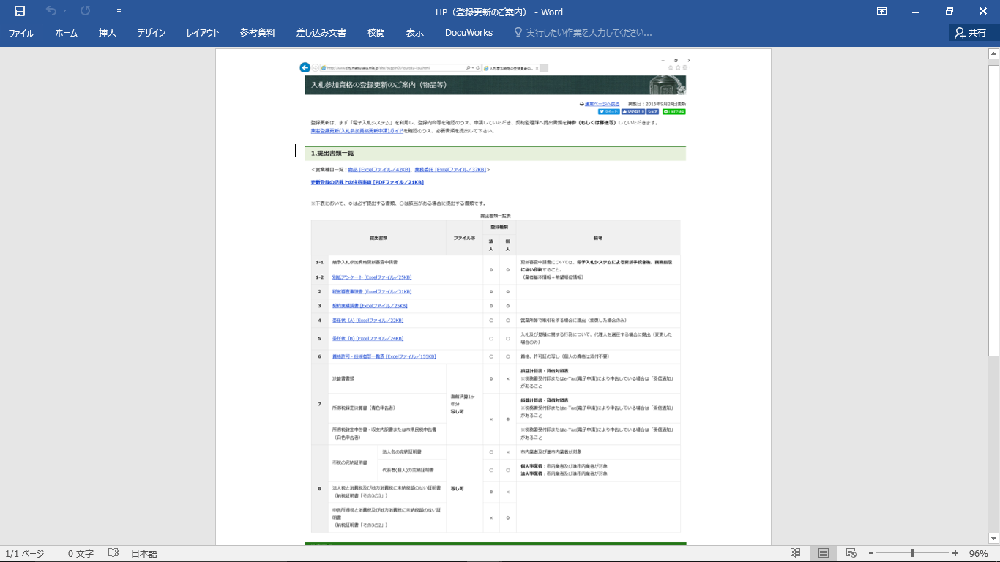 HP（登録更新のご案内） - Word
ファイル ホーム 挿入 デザイン レイアウト 参考資料 差し込み文書 校閲 表示 DocuWorks 実行したい作業を入力してください... 共有
入札参加資格の登録更新のご...
入札参加資格の登録更新のご案内（物品等）
通常ページへ戻る 掲載日：2015年9月24日更新
ツイート いいね！0 シェア LINEで送る
登録更新は、まず「電子入札システム」を利用し、登録内容等を確認のうえ、申請していただき、契約監理課へ提出書類を持参（もしくは郵送等）していただきます。
業者登録更新(入札参加資格更新申請)ガイドを確認のうえ、必要書類を提出して下さい。
1.提出書類一覧
＜営業種目一覧：物品 [Excelファイル／42KB]、業務委託 [Excelファイル／37KB]＞
更新登録の記載上の注意事項 [PDFファイル／21KB]
※下表において、◎は必ず提出する書類、○は該当がある場合に提出する書類です。
提出書類一覧表
提出書類 ファイル等 登録種別 備考
法人 個人
1-1 競争入札参加資格更新審査申請書 ◎ ◎ 更新審査申請書については、電子入札システムによる更新手続き後、画面指示
に従い印刷すること。
（業者基本情報＋希望順位情報）
1-2 別紙アンケート [Excelファイル／25KB]
2 経営審査事項書 [Excelファイル／31KB] ◎ ◎
3 契約実績調書 [Excelファイル／25KB] ◎ ◎
4 委任状（A) [Excelファイル／22KB] ○ ○ 営業所等で取引をする場合に提出（変更した場合のみ）
5 委任状（B) [Excelファイル／24KB] ○ ○ 入札及び見積に関する行為について、代理人を選任する場合に提出（変更した
場合のみ）
6 資格許可・技術者等一覧表 [Excelファイル／155KB] ○ ○ 資格、許可証の写し（個人の資格は添付不要）
7 決算書書類 直前決算1ヶ
年分
写し可 ◎ × 損益計算書・貸借対照表
※税務署受付印またはe-Tax(電子申請)により申告している場合は「受信通知」
があること
所得税確定決算書（青色申告者） × ◎ 損益計算書・貸借対照表
※税務署受付印またはe-Tax(電子申請)により申告している場合は「受信通知」
があること
所得税確定申告書・収支内訳書または市県民税申告書
（白色申告者）
※税務署受付印またはe-Tax(電子申請)により申告している場合は「受信通知」
があること
8 市税の完納証明書 法人名の完納証明書 写し可 ○ × 市内業者及び準市内業者が対象
代表者(個人)の完納証明書 ○ ○ 個人事業者：市内業者及び準市内業者が対象
法人事業者：市内業者及び準市内業者が対象
法人税と消費税及び地方消費税に未納税額のない証明書
（納税証明書「その3の3」） ◎ ×
申告所得税と消費税及び地方消費税に未納税額のない証
明書
（納税証明書「その3の2」） × ◎
1/1 ページ 0 文字 日本語 96%